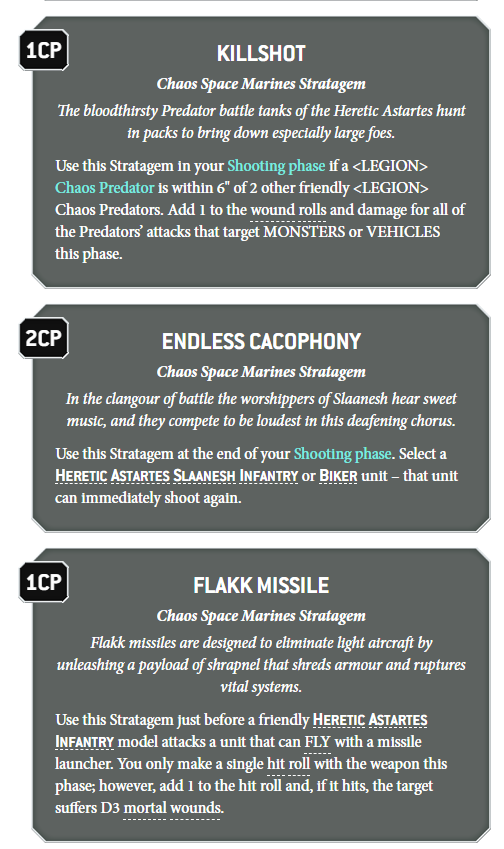 1CP
KILLSHOT
Chaos Space Marines Stratagem
The bloodthirsty Predator battle tanks of the Heretic Astartes hunt
in packs to bring down especially large foes.
Use this Stratagem in your Shooting phase if a <LEGION>
Chaos Predator is within 6" of 2 other friendly <LEGION>
Chaos Predators. Add 1 to the wound rolls and damage for all of
the Predators' attacks that target MONSTERS or VEHICLES
this phase.
2CP
ENDLESS CACOPHONY
Chaos Space Marines Stratagem
In the clangour of battle the worshippers of Slaanesh hear sweet
music, and they compete to be loudest in this deafening chorus.
Use this Stratagem at the end of your Shooting phase. Select a
HERETIC ASTARTES SLAANESH INFANTRY or BIKER unit – that unit
can immediately shoot again.
1CP
FLAKK MISSILE
Chaos Space Marines Stratagem
Flakk missiles are designed to eliminate light aircraft by
unleashing a payload of shrapnel that shreds armour and ruptures
vital systems.
Use this Stratagem just before a friendly HERETIC ASTARTES
INFANTRY model attacks a unit that can FLY with a missile
launcher. You only make a single hit roll with the weapon this
phase; however, add 1 to the hit roll and, if it hits, the target
suffers D3 mortal wounds.